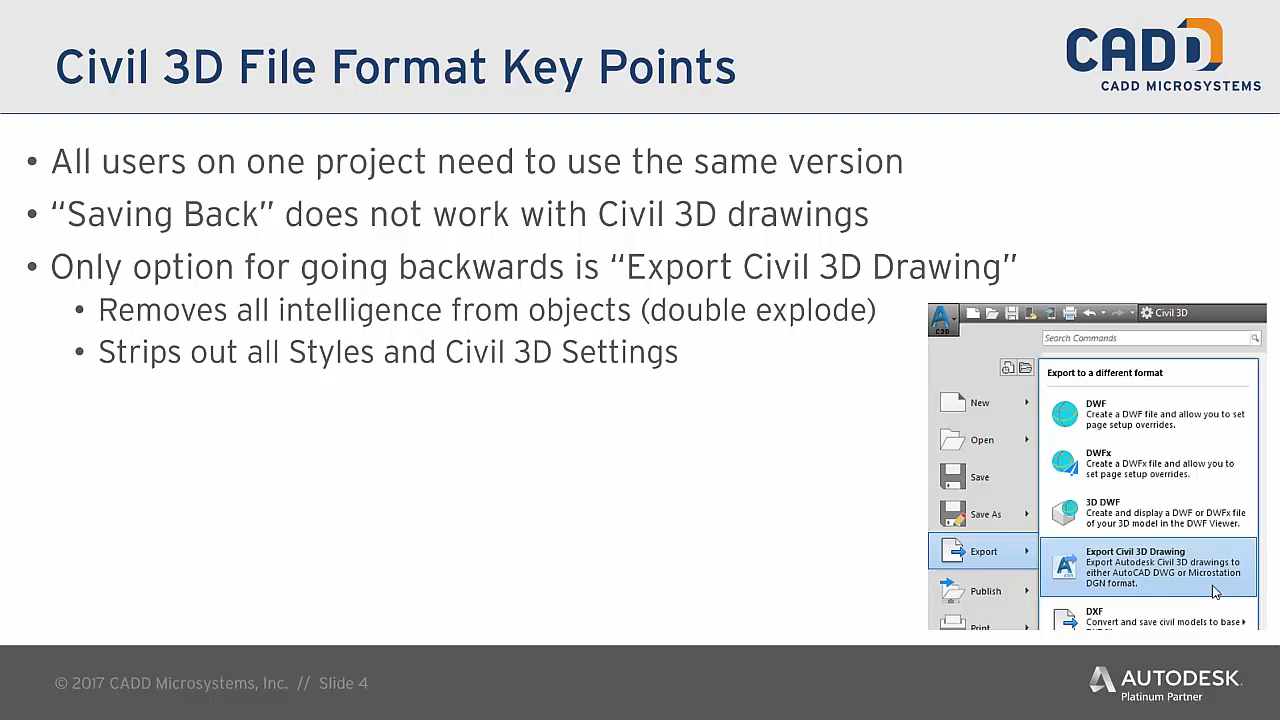 Civil 3D File Format Key Points
CADD
CADD MICROSYSTEMS
• All users on one project need to use the same version
• “Saving Back” does not work with Civil 3D drawings
• Only option for going backwards is “Export Civil 3D Drawing”
• Removes all intelligence from objects (double explode)
• Strips out all Styles and Civil 3D Settings
A
C3D
Civil 3D
Search Commands
Export to a different format
New
Open
Save
Save As
Export
Publish
Print
DWF
Create a DWF file and allow you to set
page setup overrides.
DWFx
Create a DWFx file and allow you to
set page setup overrides.
3D DWF
Create and display a DWF or DWFx file
of your 3D model in the DWF Viewer.
Export Civil 3D Drawing
Export Autodesk Civil 3D drawings to
either AutoCAD DWG or Microstation
DGN format.
DXF
Convert and save civil models to base
© 2017 CADD Microsystems, Inc. // Slide 4
AUTODESK.
Platinum Partner